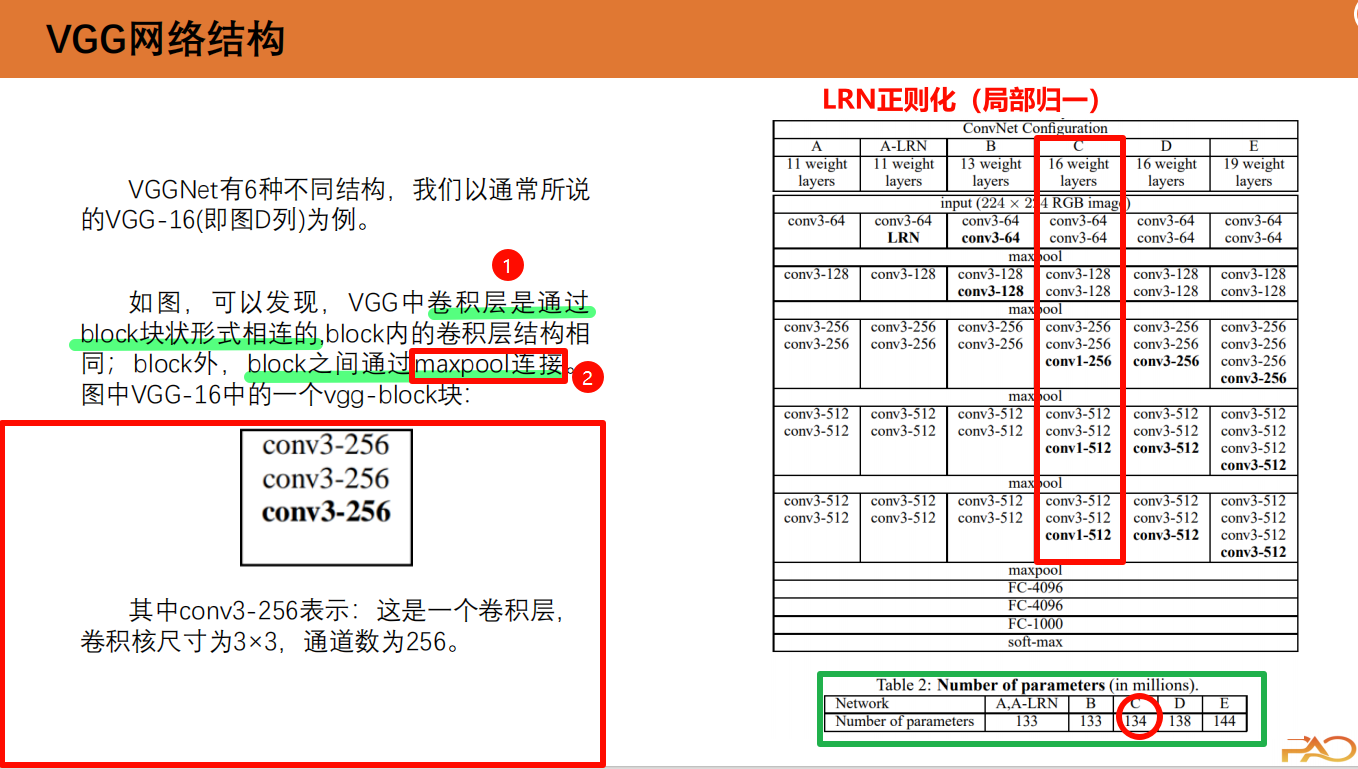 VGG网络结构
VGGNet有6种不同结构，我们以通常所说
的VGG-16(即图D列)为例。
1
如图，可以发现，VGG中卷积层是通过
block块状形式相连的,block内的卷积层结构相
同；block外，block之间通过maxpool连接。
2
图中VGG-16中的一个vgg-block块：
conv3-256
conv3-256
conv3-256
其中conv3-256表示：这是一个卷积层，
卷积核尺寸为3×3，通道数为256。
LRN正则化（局部归一）
ConvNet Configuration
A A-LRN B C D E
11 weight 11 weight 13 weight 16 weight 16 weight 19 weight
layers layers layers layers layers layers
input (224 × 224 RGB image)
conv3-64 conv3-64 conv3-64 conv3-64 conv3-64 conv3-64
LRN conv3-64 conv3-64 conv3-64 conv3-64
maxpool
conv3-128 conv3-128 conv3-128 conv3-128 conv3-128 conv3-128
conv3-128 conv3-128 conv3-128 conv3-128
maxpool
conv3-256 conv3-256 conv3-256 conv3-256 conv3-256 conv3-256
conv3-256 conv3-256 conv3-256 conv3-256 conv3-256 conv3-256
conv1-256 conv3-256 conv3-256
conv3-256
maxpool
conv3-512 conv3-512 conv3-512 conv3-512 conv3-512 conv3-512
conv3-512 conv3-512 conv3-512 conv3-512 conv3-512 conv3-512
conv1-512 conv3-512 conv3-512
conv3-512
maxpool
conv3-512 conv3-512 conv3-512 conv3-512 conv3-512 conv3-512
conv3-512 conv3-512 conv3-512 conv3-512 conv3-512 conv3-512
conv1-512 conv3-512 conv3-512
conv3-512
maxpool
FC-4096
FC-4096
FC-1000
soft-max
Table 2: Number of parameters (in millions).
Network A,A-LRN B C D E
Number of parameters 133 133 134 138 144